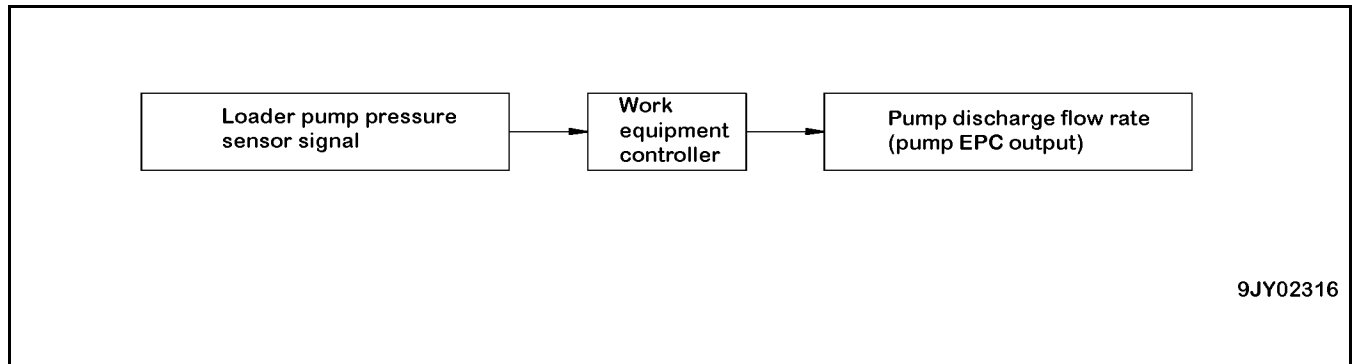 Loader pump pressure
sensor signal
Work
equipment
controller
Pump discharge flow rate
(pump EPC output)
9JY02316